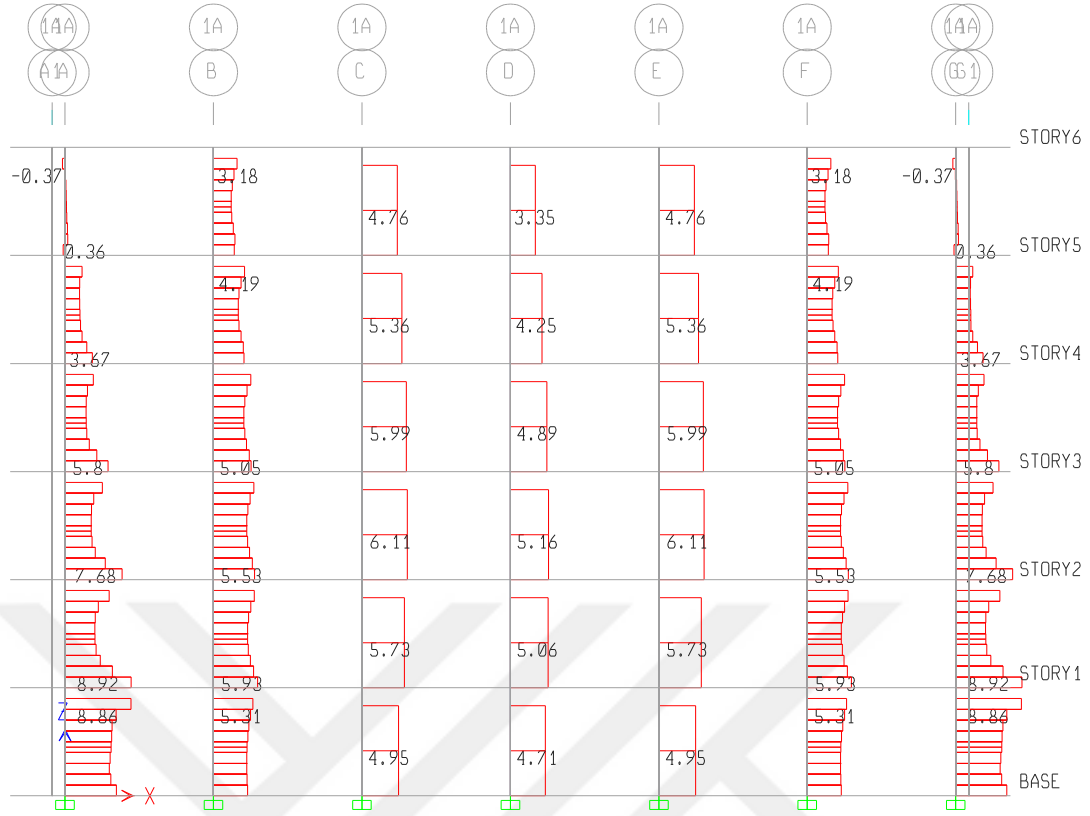 1A 1A 1A 1A 1A 1A 1A 1A 1A
A1 A B C D E F G G1
STORY6
-0.37 3.18 4.76 3.35 4.76 3.18 -0.37
STORY5
0.36 4.19 5.36 4.25 5.36 4.19 0.36
STORY4
3.67 5.99 4.89 5.99 3.67
STORY3
5.8 5.05 5.05 5.8
6.11 5.16 6.11
STORY2
7.68 5.53 5.53 7.68
5.73 5.06 5.73
STORY1
8.92 5.93 5.93 8.92
Z 8.86 5.31 5.31 8.86
4.95 4.71 4.95
BASE
X